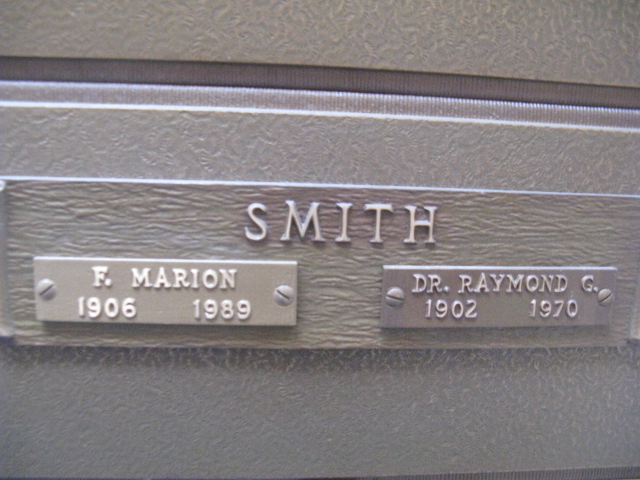 SMITH
F. MARION
1906 1989
DR. RAYMOND G.
1902 1970